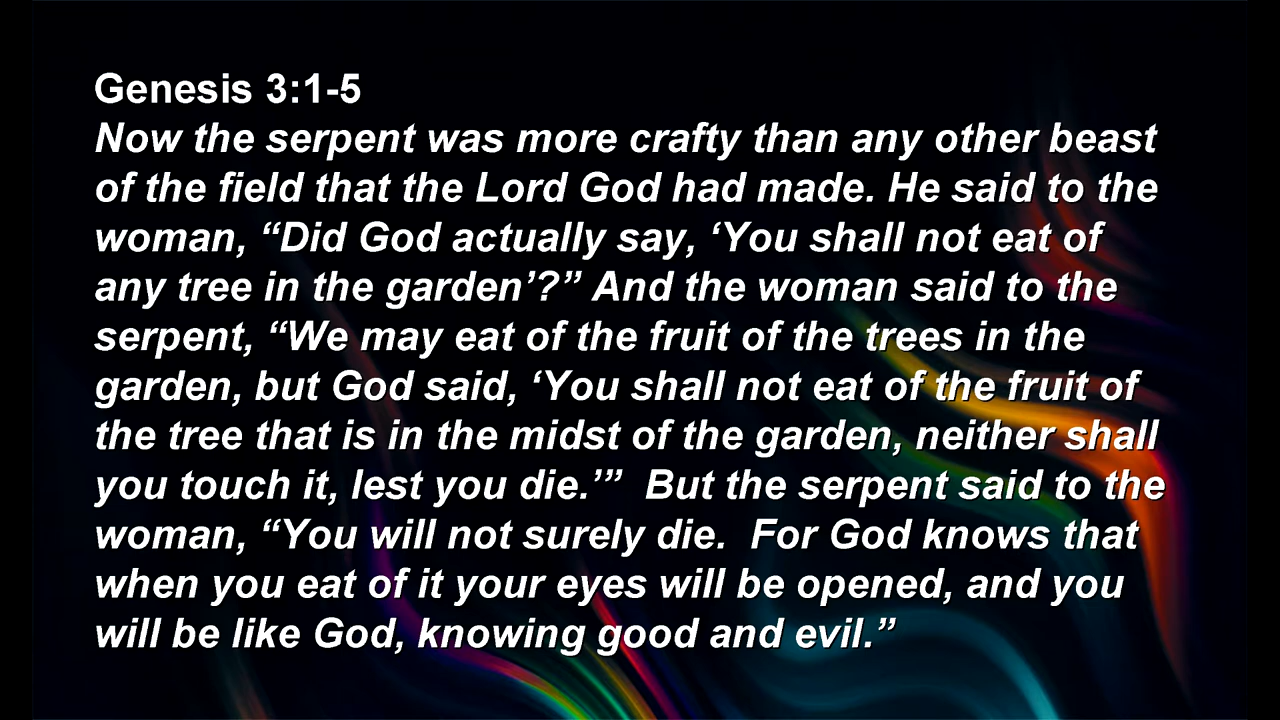 Genesis 3:1-5
Now the serpent was more crafty than any other beast
of the field that the Lord God had made. He said to the
woman, “Did God actually say, ‘You shall not eat of
any tree in the garden’?” And the woman said to the
serpent, “We may eat of the fruit of the trees in the
garden, but God said, ‘You shall not eat of the fruit of
the tree that is in the midst of the garden, neither shall
you touch it, lest you die.’”  But the serpent said to the
woman, “You will not surely die.  For God knows that
when you eat of it your eyes will be opened, and you
will be like God, knowing good and evil.”